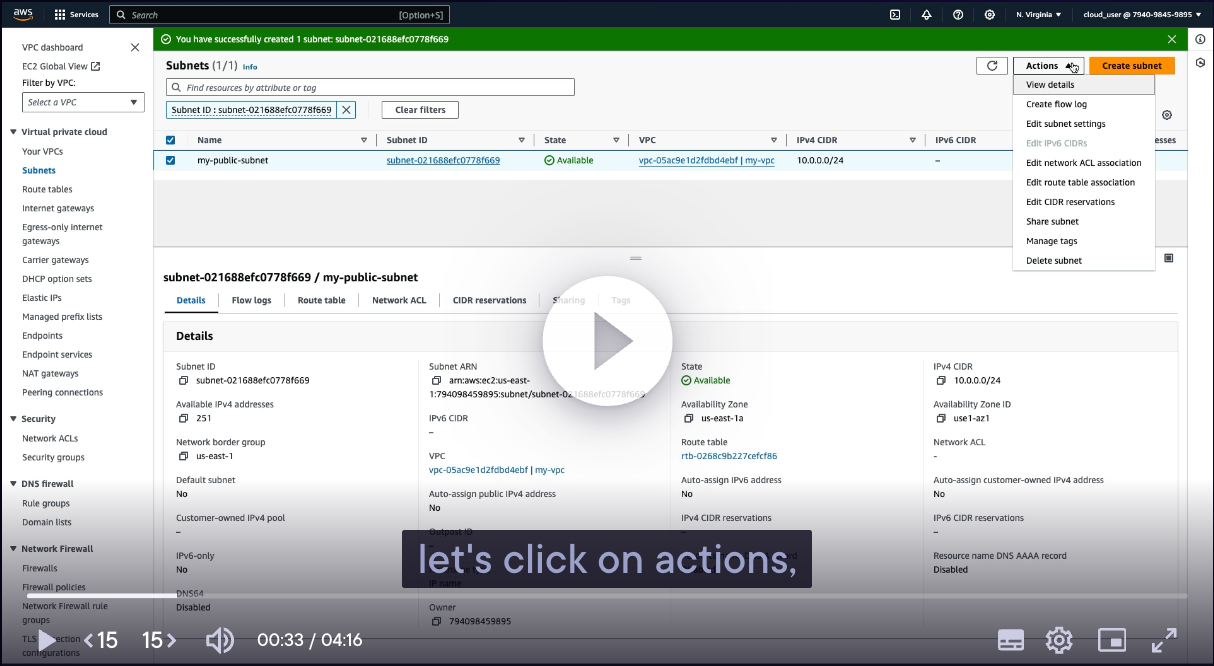 aws
Services
Search
[Option+S]
N. Virginia
cloud_user @ 7940-9845-9895
VPC dashboard
EC2 Global View
Filter by VPC:
Select a VPC
Virtual private cloud
Your VPCs
Subnets
Route tables
Internet gateways
Egress-only internet
gateways
Carrier gateways
DHCP option sets
Elastic IPs
Managed prefix lists
Endpoints
Endpoint services
NAT gateways
Peering connections
Security
Network ACLs
Security groups
DNS firewall
Rule groups
Domain lists
Network Firewall
Firewalls
Firewall policies
Network Firewall rule
groups
configurations
You have successfully created 1 subnet: subnet-021688efc0778f669
Subnets (1/1) Info
Actions
Create subnet
Find resources by attribute or tag
Subnet ID : subnet-021688efc0778f669
Clear filters
Name
Subnet ID
State
VPC
IPv4 CIDR
IPv6 CIDR
esses
my-public-subnet
subnet-021688efc0778f669
Available
vpc-05ac9e1d2fdbd4ebf | my-vpc
10.0.0.0/24
–
View details
Create flow log
Edit subnet settings
Edit IPv6 CIDRs
Edit network ACL association
Edit route table association
Edit CIDR reservations
Share subnet
Manage tags
Delete subnet
subnet-021688efc0778f669 / my-public-subnet
Details
Flow logs
Route table
Network ACL
CIDR reservations
Sharing
Tags
Details
Subnet ID
subnet-021688efc0778f669
Available IPv4 addresses
251
Network border group
us-east-1
Default subnet
No
Customer-owned IPv4 pool
–
IPv6-only
No
DNS64
Disabled
Subnet ARN
arn:aws:ec2:us-east-
1:794098459895:subnet/subnet-021688efc0778f669
IPv6 CIDR
–
VPC
vpc-05ac9e1d2fdbd4ebf | my-vpc
Auto-assign public IPv4 address
No
Outpost ID
IP name
Owner
794098459895
State
Available
Availability Zone
us-east-1a
Route table
rtb-0268c9b227cefcf86
Auto-assign IPv6 address
No
IPv4 CIDR reservations
–
IPv4 CIDR
10.0.0.0/24
Availability Zone ID
use1-az1
Network ACL
-
Auto-assign customer-owned IPv4 address
No
IPv6 CIDR reservations
–
Resource name DNS AAAA record
Disabled
let's click on actions,
15
15
00:33 / 04:16